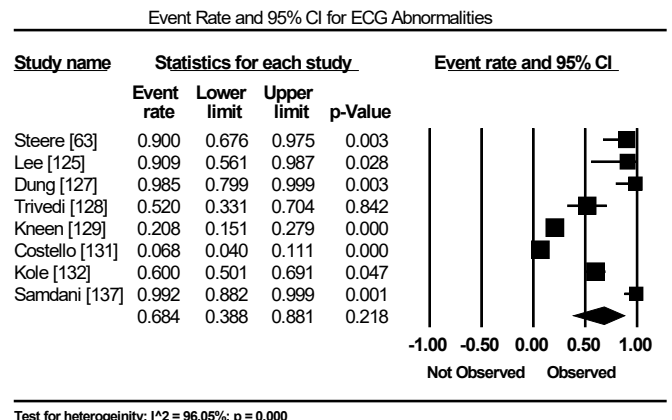 Event Rate and 95% CI for ECG Abnormalities
Study name Statistics for each study Event rate and 95% CI
Event Lower Upper
rate limit limit p-Value
Steere [63] 0.900 0.676 0.975 0.003
Lee [125] 0.909 0.561 0.987 0.028
Dung [127] 0.985 0.799 0.999 0.003
Trivedi [128] 0.520 0.331 0.704 0.842
Kneen [129] 0.208 0.151 0.279 0.000
Costello [131] 0.068 0.040 0.111 0.000
Kole [132] 0.600 0.501 0.691 0.047
Samdani [137] 0.992 0.882 0.999 0.001
0.684 0.388 0.881 0.218
-1.00 -0.50 0.00 0.50 1.00
Not Observed Observed
Test for heterogeinity: I^2 = 96.05%; p = 0.000